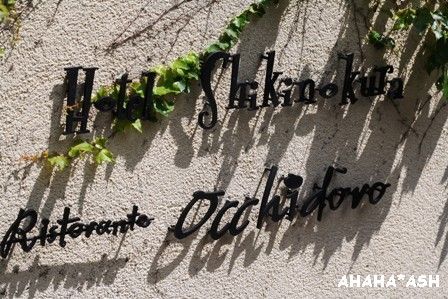 Hotel Shikinokura
Ristorante Occhidoro
AHAHA*ASH